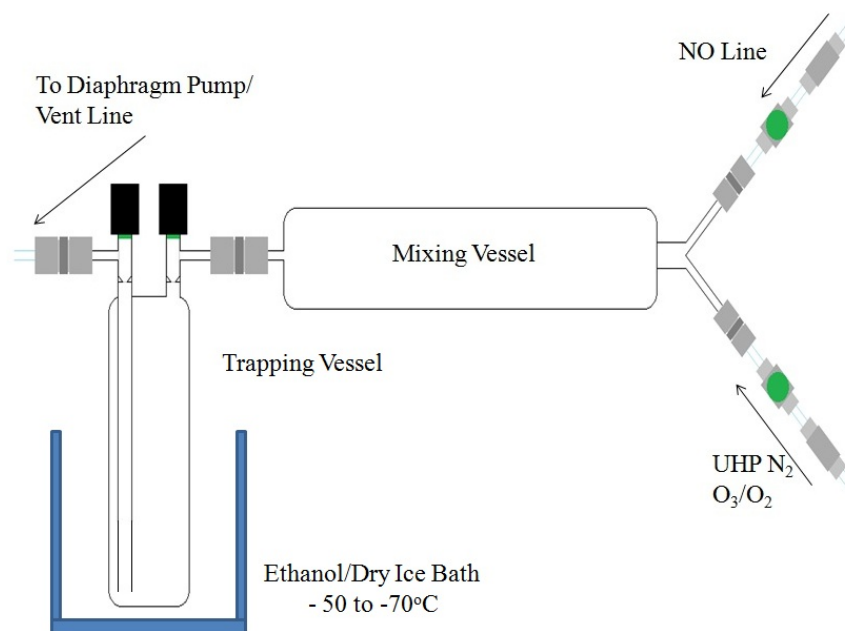 NO Line
To Diaphragm Pump/
Vent Line
Mixing Vessel
Trapping Vessel
UHP N₂
O₃/O₂
Ethanol/Dry Ice Bath
- 50 to -70°C